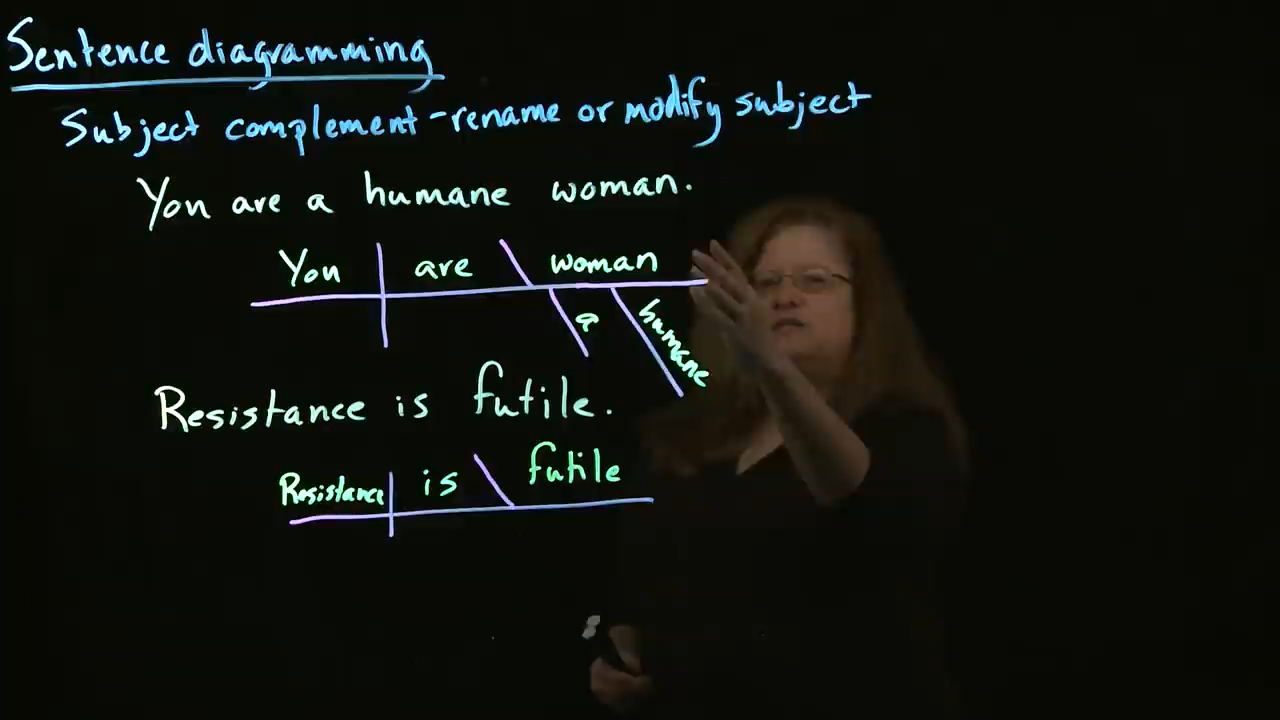 Sentence diagramming
Subject complement - rename or modify subject
You are a humane woman.
You are woman
a humane
Resistance is futile.
Resistance is futile